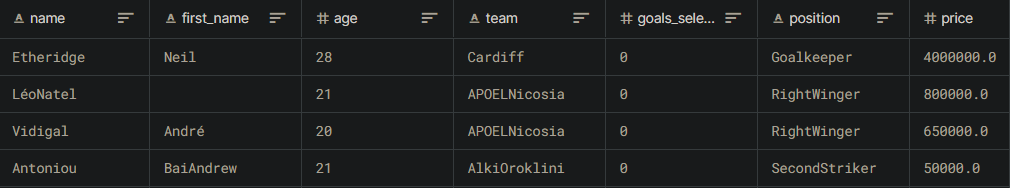 name first_name age team goals_sele... position price
Etheridge Neil 28 Cardiff 0 Goalkeeper 4000000.0
LéoNatel 21 APOELNicosia 0 RightWinger 800000.0
Vidigal André 20 APOELNicosia 0 RightWinger 650000.0
Antoniou BaiAndrew 21 AlkiOroklini 0 SecondStriker 50000.0